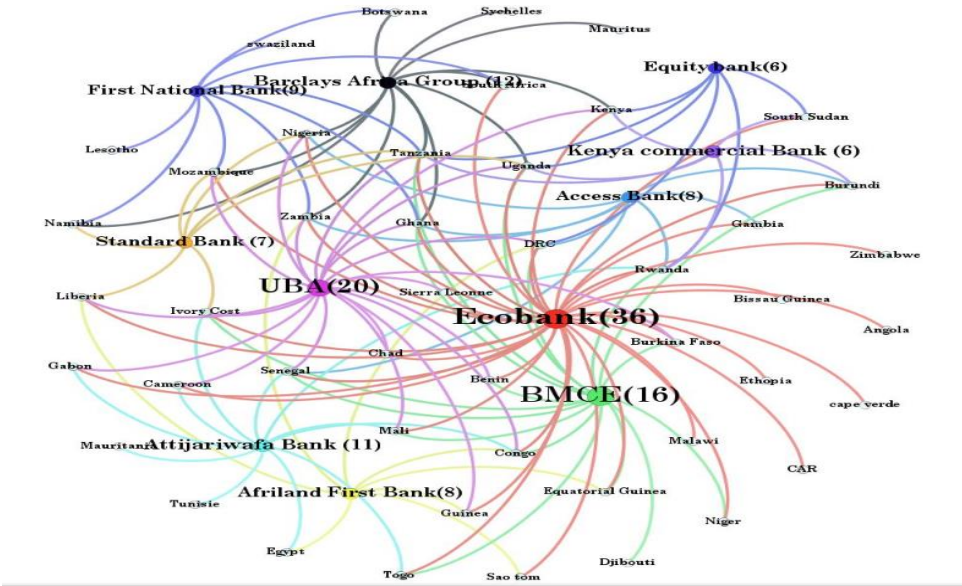 Botswana
Sychelles
Mauritus
swaziland
Equity bank(6)
Barclays Africa Group (12)
South Africa
First National Bank(9)
Kenya
South Sudan
Nigeria
Lesotho
Tanzania
Kenya commercial Bank (6)
Uganda
Mozambique
Burundi
Access Bank(8)
Namibia
Zambia
Ghana
Gambia
Standard Bank (7)
DRC
Zimbabwe
Rwanda
UBA(20)
Sierra Leonne
Liberia
Bissau Guinea
Ivory Cost
Ecobank(36)
Angola
Burkina Faso
Chad
Gabon
Senegal
Cameroon
Benin
Ethiopia
BMCE(16)
cape verde
Mali
Malawi
Mauritania
Attijariwafa Bank (11)
Congo
CAR
Afriland First Bank(8)
Equatorial Guinea
Tunisie
Guinea
Niger
Egypt
Djibouti
Togo
Sao tom